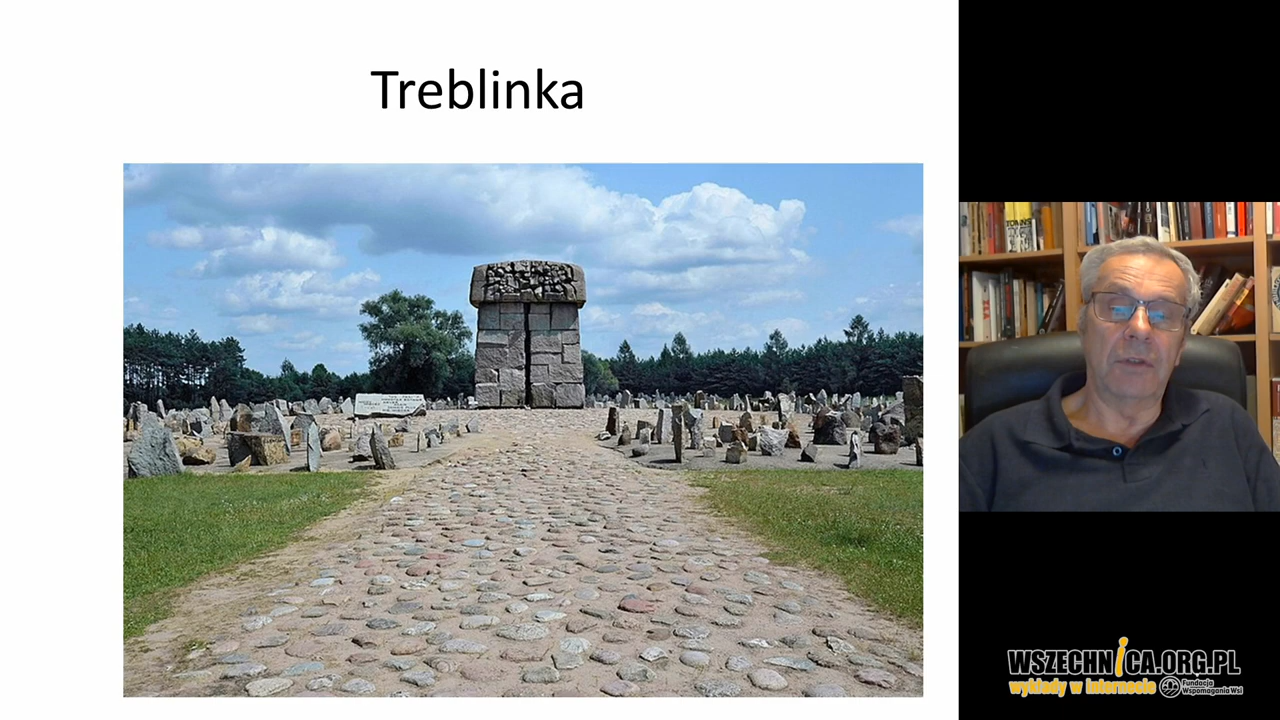 Treblinka
WSZECHNICA.ORG.PL
wykłady w internecie
Fundacja
Wspomagania Wsi